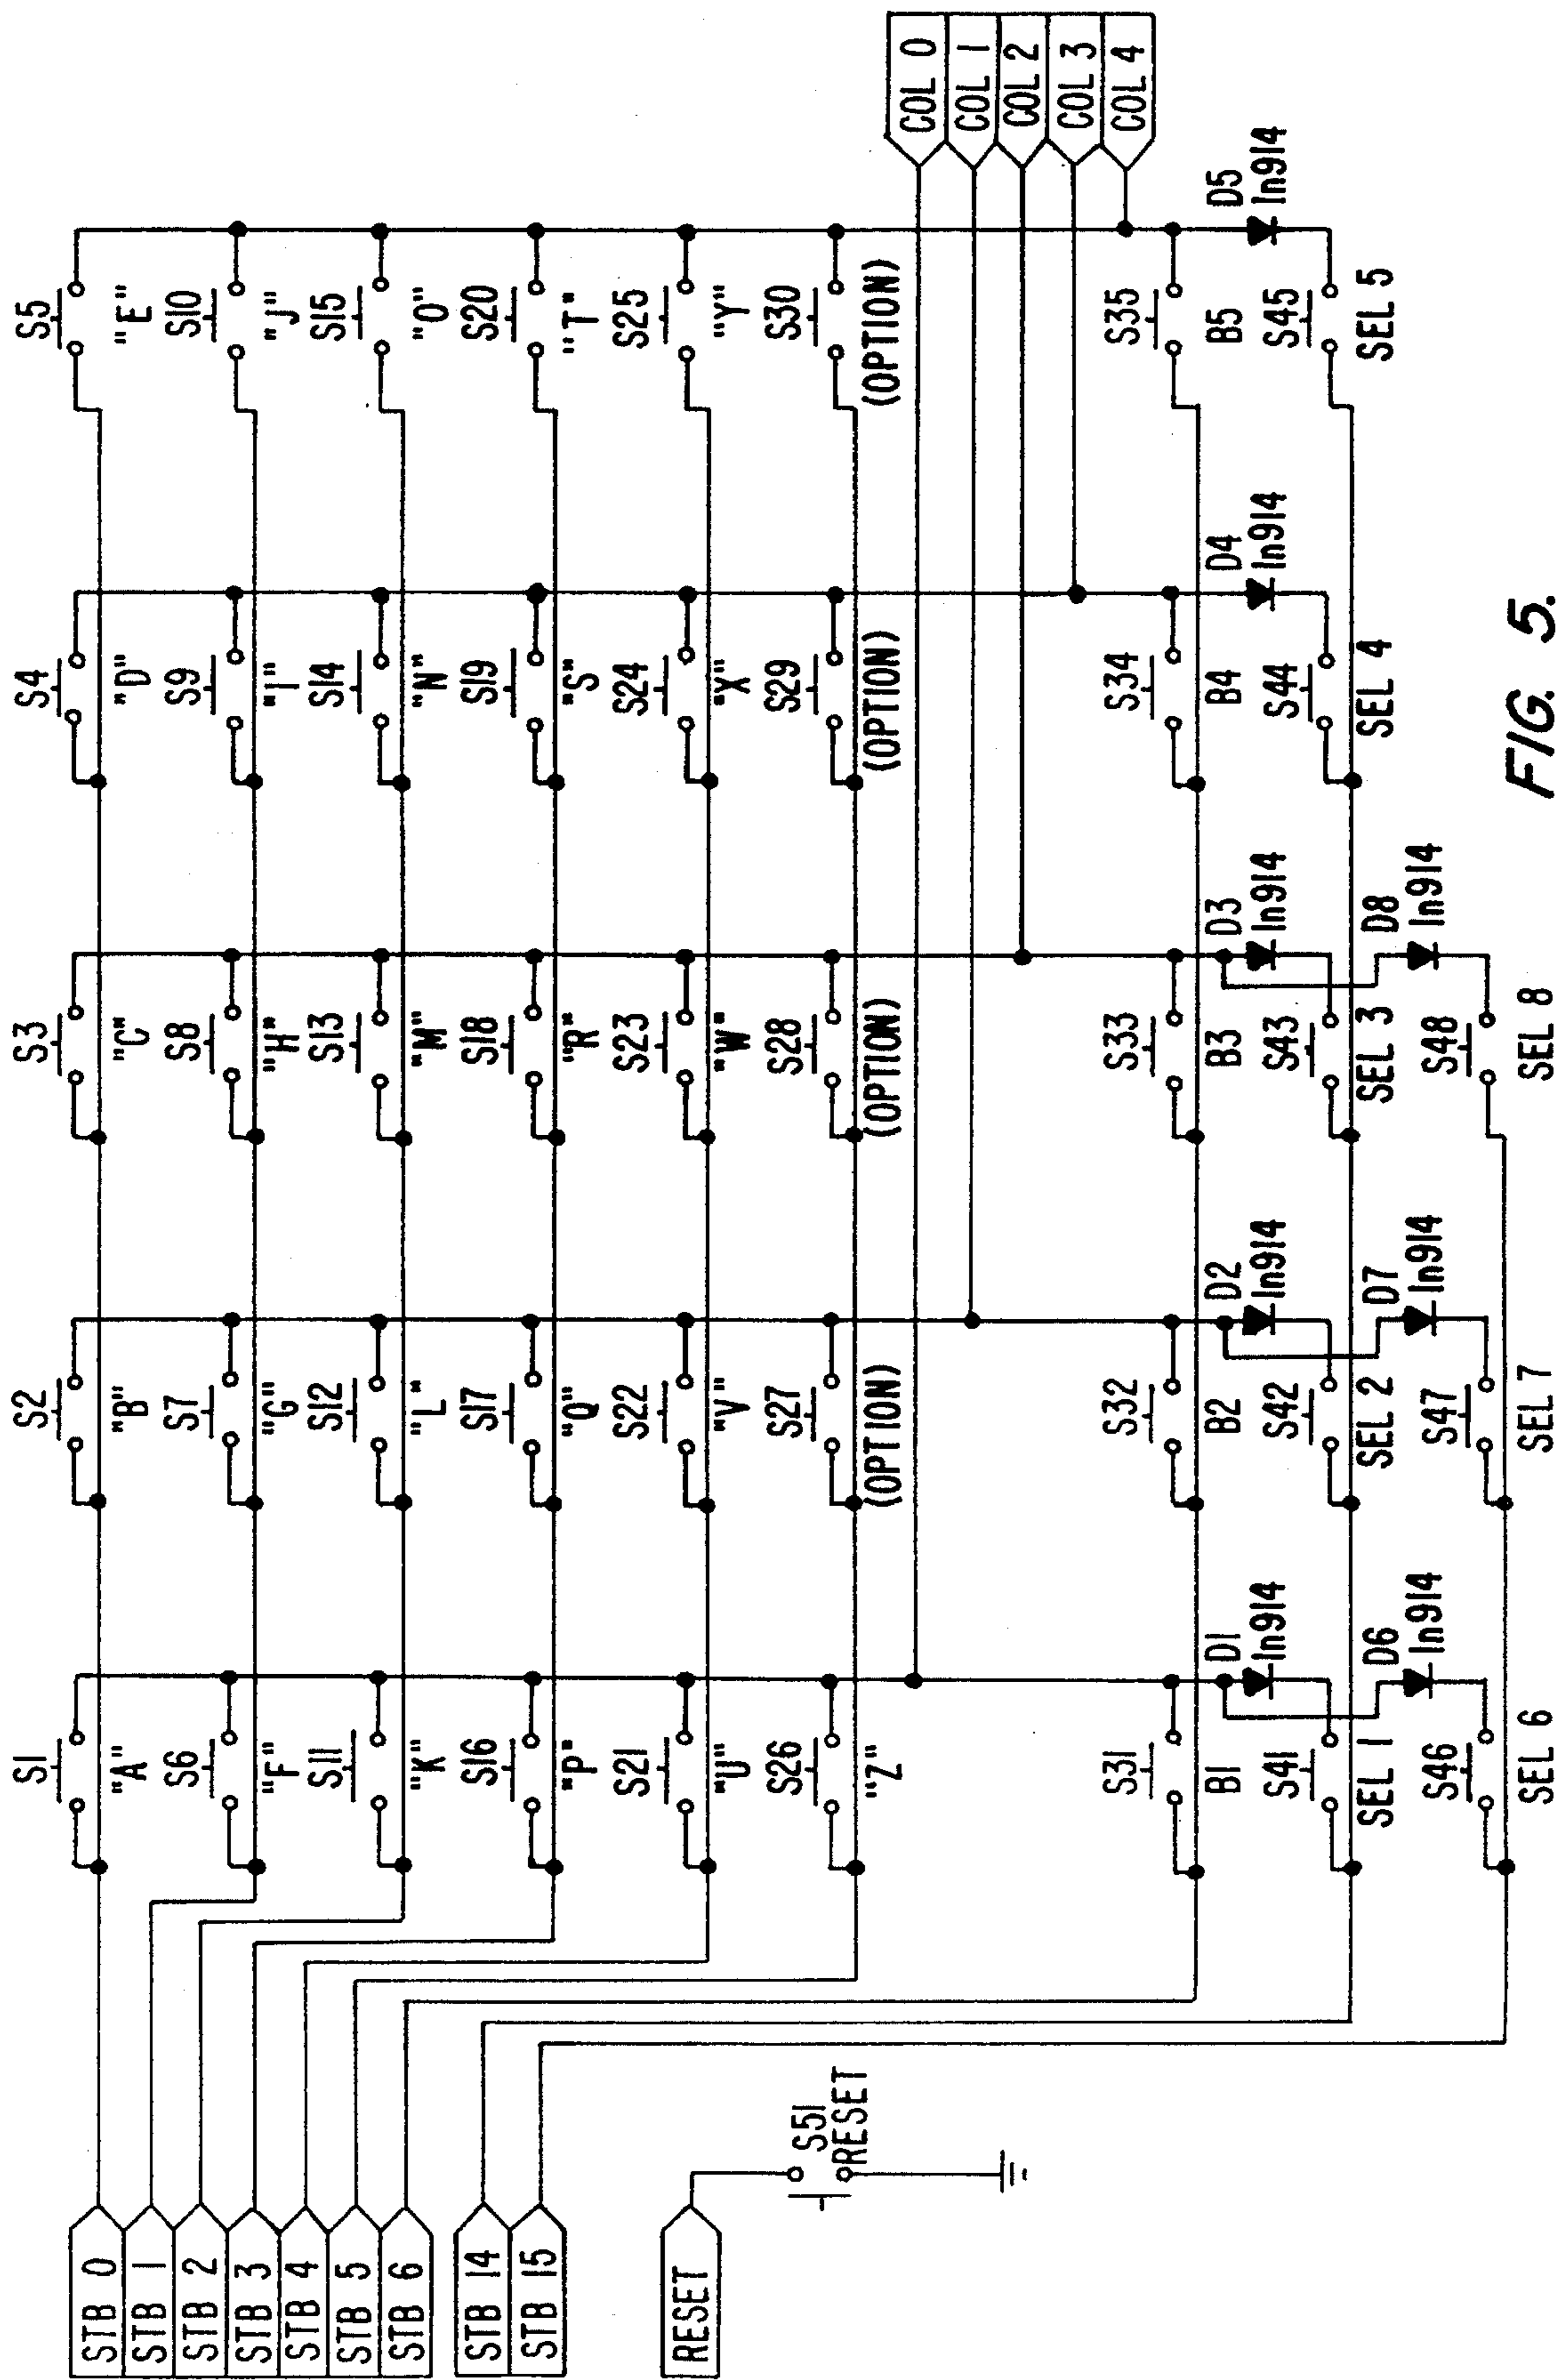 S1 S2 S3 S4 S5
"A" "B" "C" "D" "E"
S6 S7 S8 S9 S10
"F" "G" "H" "I" "J"
S11 S12 S13 S14 S15
"K" "L" "M" "N" "O"
S16 S17 S18 S19 S20
"P" "Q" "R" "S" "T"
S21 S22 S23 S24 S25
"U" "V" "W" "X" "Y"
S26 S27 S28 S29 S30
"Z" (OPTION) (OPTION) (OPTION) (OPTION)
STB 0
STB 1
STB 2
STB 3
STB 4
STB 5
STB 6
STB 14
STB 15
RESET
S51
RESET
COL 0
COL 1
COL 2
COL 3
COL 4
S31 S32 S33 S34 S35
B1 D1 B2 D2 B3 D3 B4 D4 B5 D5
S41 In914 S42 In914 S43 In914 S44 In914 S45 In914
SEL 1 D6 SEL 2 D7 SEL 3 D8 SEL 4 SEL 5
S46 In914 S47 In914 S48 In914
SEL 6 SEL 7 SEL 8
FIG. 5.